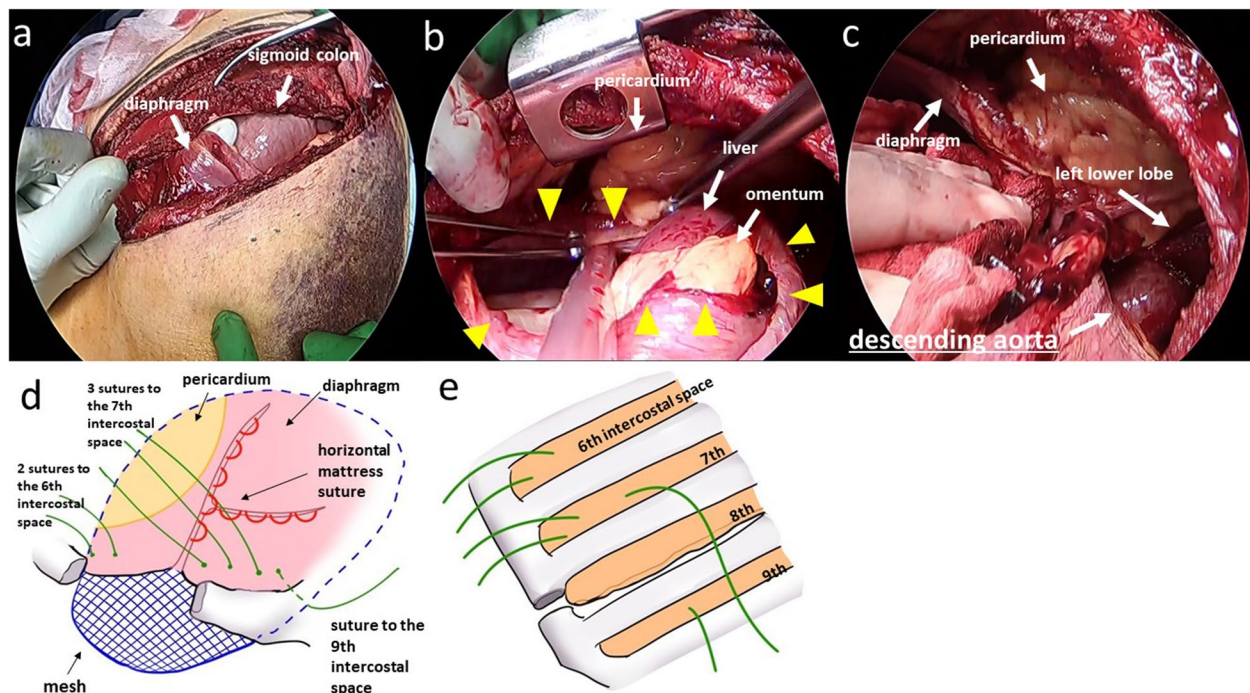 a
sigmoid colon
diaphragm
b
pericardium
liver
omentum
c
pericardium
diaphragm
left lower lobe
descending aorta
d
3 sutures to
the 7th
intercostal
space
pericardium
diaphragm
2 sutures to
the 6th
intercostal
space
horizontal
mattress
suture
mesh
suture to the
9th
intercostal
space
e
6th intercostal space
7th
8th
9th